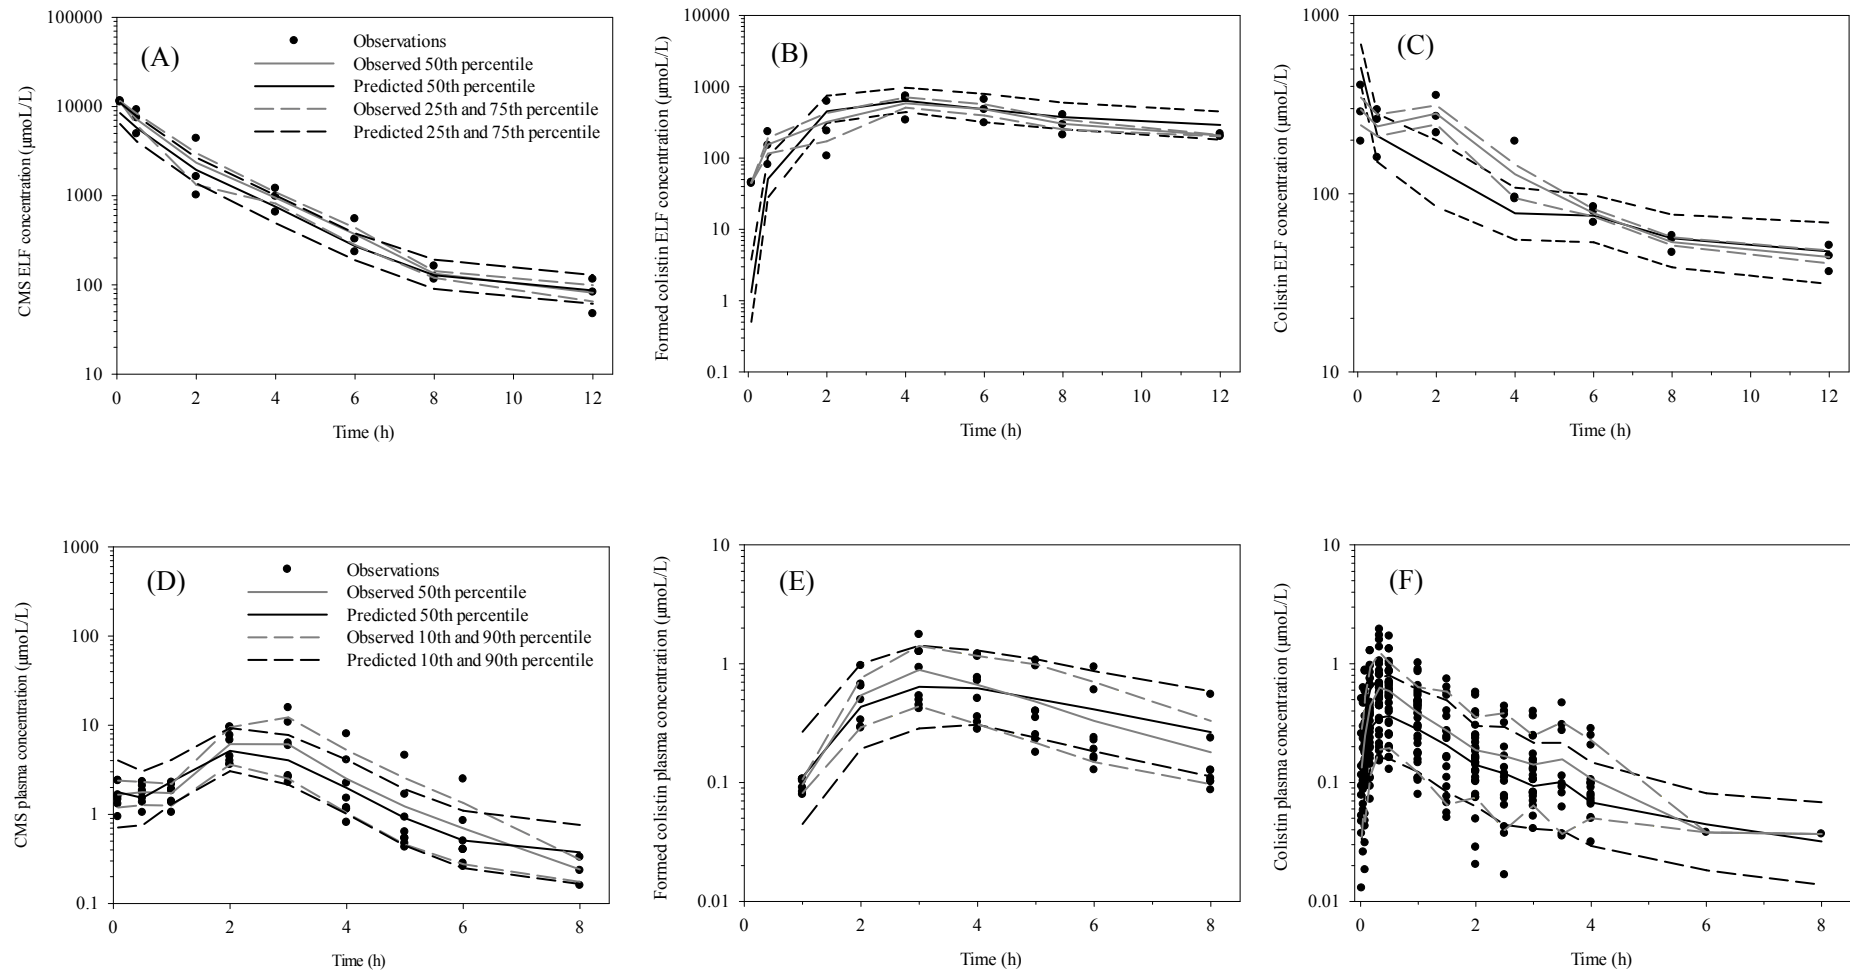 (A)
Observations
Observed 50th percentile
Predicted 50th percentile
Observed 25th and 75th percentile
Predicted 25th and 75th percentile
CMS ELF concentration (µmoL/L)
100000
10000
1000
100
10
0 2 4 6 8 10 12
Time (h)
(B)
Formed colistin ELF concentration (µmoL/L)
10000
1000
100
10
1
0.1
0 2 4 6 8 10 12
Time (h)
(C)
Colistin ELF concentration (µmoL/L)
1000
100
10
0 2 4 6 8 10 12
Time (h)
(D)
Observations
Observed 50th percentile
Predicted 50th percentile
Observed 10th and 90th percentile
Predicted 10th and 90th percentile
CMS plasma concentration (µmoL/L)
1000
100
10
1
0.1
0 2 4 6 8
Time (h)
(E)
Formed colistin plasma concentration (µmoL/L)
10
1
0.1
0.01
0 2 4 6 8
Time (h)
(F)
Colistin plasma concentration (µmoL/L)
10
1
0.1
0.01
0 2 4 6 8
Time (h)